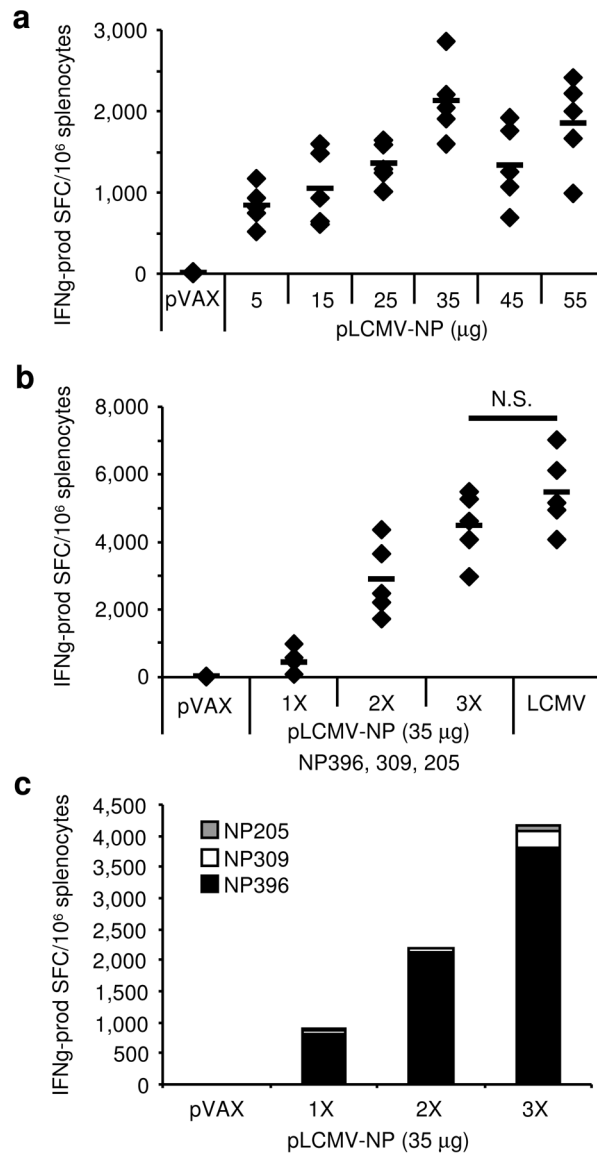 a
IFNg-prod SFC/10⁶ splenocytes
3,000
2,000
1,000
0
pVAX 5 15 25 35 45 55
pLCMV-NP (μg)
b
IFNg-prod SFC/10⁶ splenocytes
8,000
6,000
4,000
2,000
0
N.S.
pVAX 1X 2X 3X LCMV
pLCMV-NP (35 μg)
NP396, 309, 205
c
IFNg-prod SFC/10⁶ splenocytes
4,500
4,000
3,500
3,000
2,500
2,000
1,500
1,000
500
0
NP205
NP309
NP396
pVAX 1X 2X 3X
pLCMV-NP (35 μg)